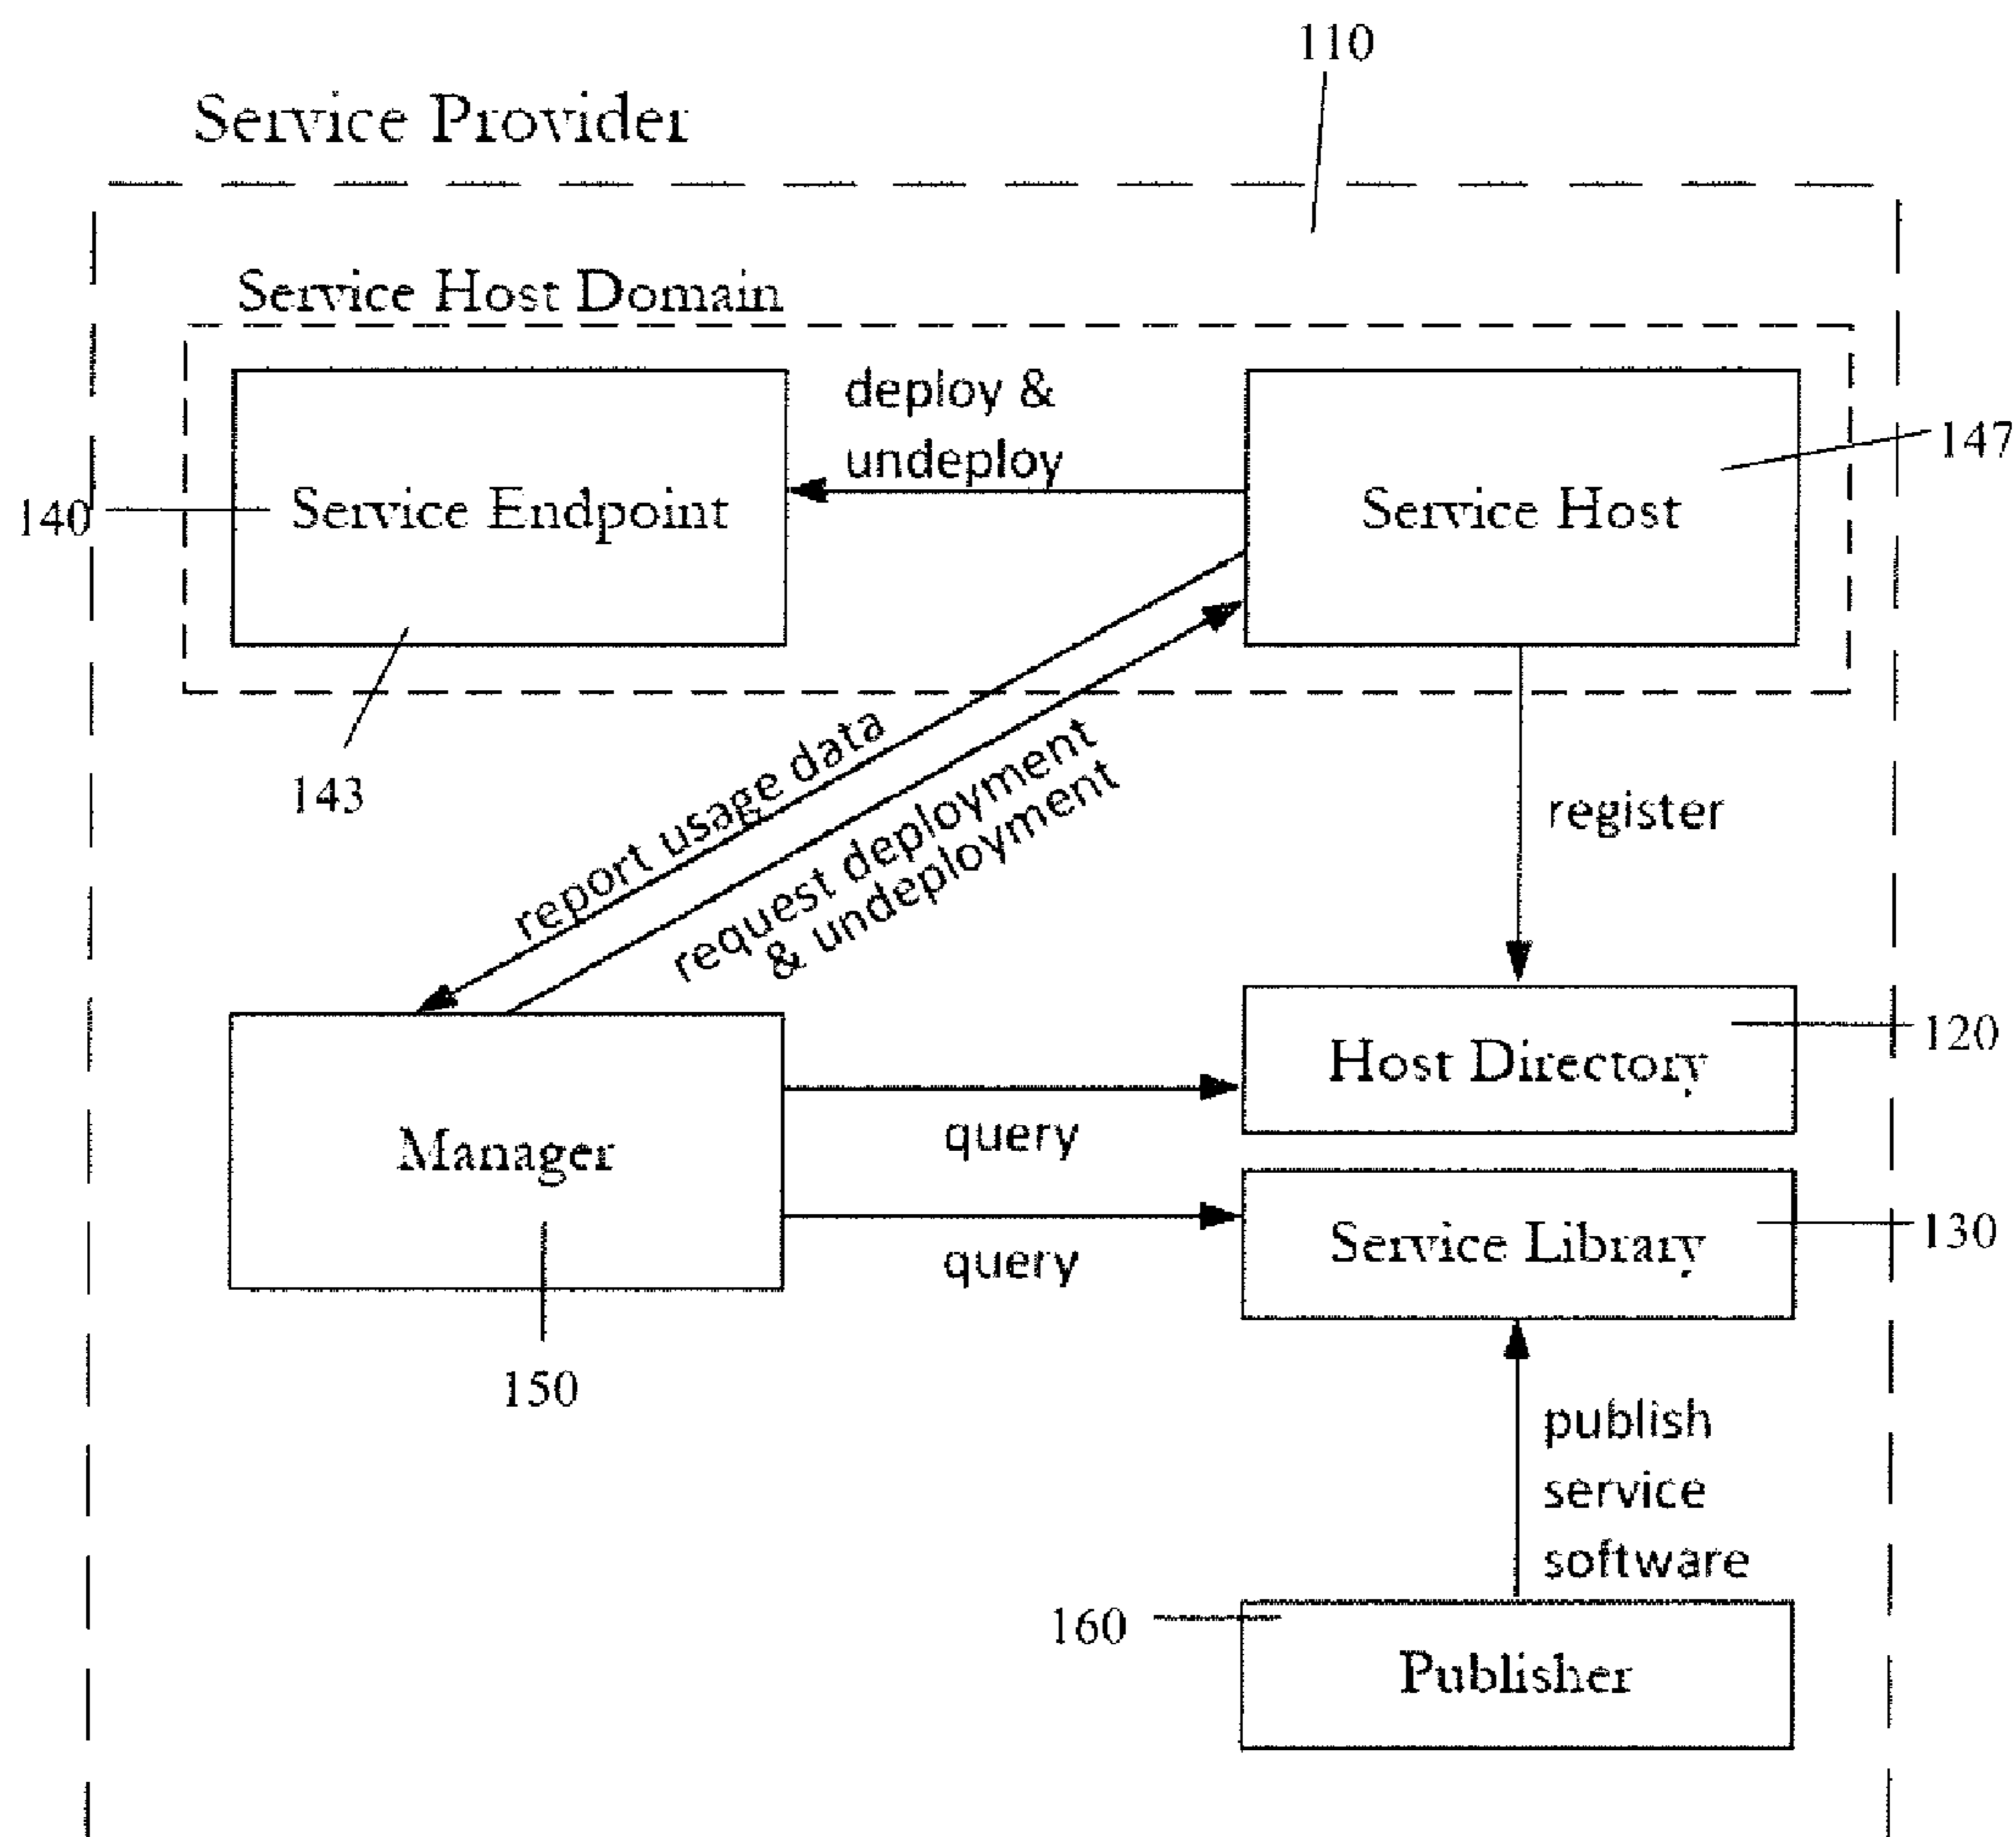 110
Service Provider
Service Host Domain
deploy &
undeploy
147
140
Service Endpoint
Service Host
143
report usage data
request deployment
& undeployment
register
120
Host Directory
query
Manager
130
Service Library
query
150
publish
service
software
160
Publisher